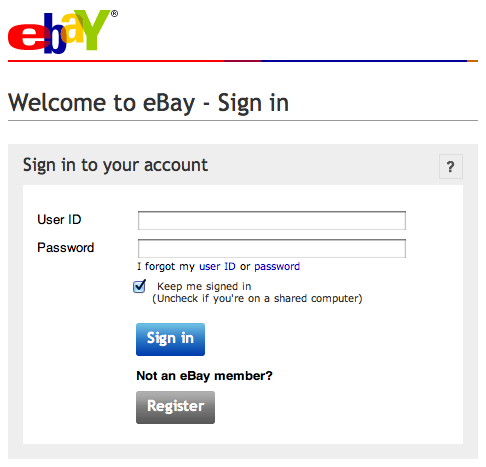 ebaY®
Welcome to eBay - Sign in
Sign in to your account
?
User ID
Password
I forgot my user ID or password
Keep me signed in
(Uncheck if you're on a shared computer)
Sign in
Not an eBay member?
Register